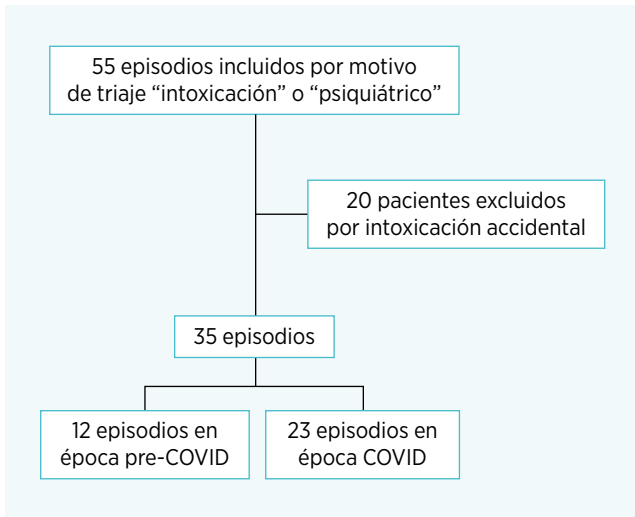 55 episodios incluidos por motivo
de triaje “intoxicación” o “psiquiátrico”
20 pacientes excluidos
por intoxicación accidental
35 episodios
12 episodios en
época pre-COVID
23 episodios en
época COVID